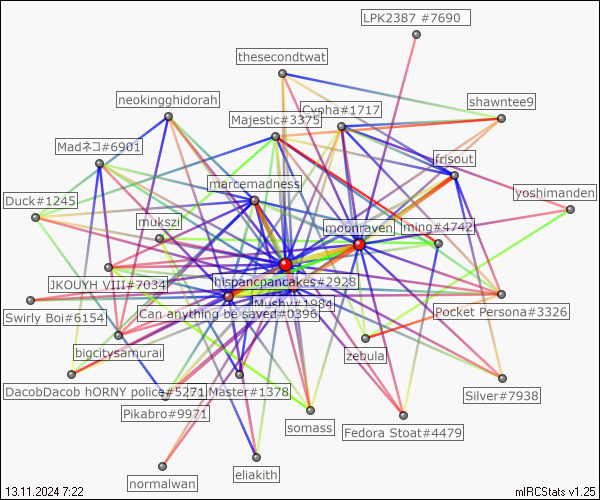 LPK2387 #7690
thesecondtwat
neokingghidorah
shawntee9
Cypha#1717
Majestic#3375
Madネコ#6901
frisout
marcemadness
yoshimanden
Duck#1245
mukszi
moonraven
ming#4742
hispancpancakes#2928
JKOUYH VIII#7034
Mushy#1984
Can anything be saved#0396
Swirly Boi#6154
Pocket Persona#3326
bigcitysamurai
zebula
DacobDacob hORNY police#5271
Master#1378
Silver#7938
Pikabro#9971
somass
Fedora Stoat#4479
eliakith
normalwan
13.11.2024 7:22
mIRCStats v1.25